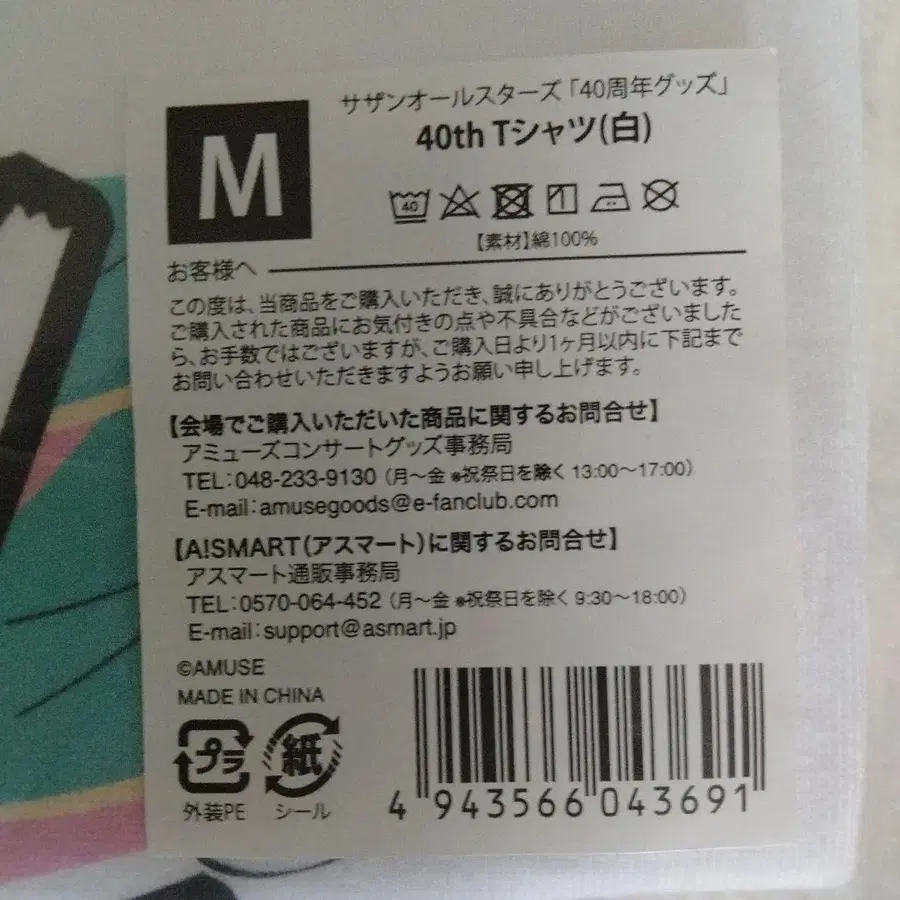 M
サザンオールスターズ「40周年グッズ」
40th Tシャツ(白)
40
【素材】綿100%
お客様へ
この度は、当商品をご購入いただき、誠にありがとうございます。
ご購入された商品にお気付きの点や不具合などがございました
ら、お手数ではございますが、ご購入日より1ヶ月以内に下記まで
お問い合わせいただきますようお願い申し上げます。
【会場でご購入いただいた商品に関するお問合せ】
アミューズコンサートグッズ事務局
TEL:048-233-9130(月〜金 ※祝祭日を除く 13:00〜17:00)
E-mail:amusegoods@e-fanclub.com
【A!SMART(アスマート)に関するお問合せ】
アスマート通販事務局
TEL:0570-064-452(月〜金 ※祝祭日を除く 9:30〜18:00)
E-mail:support@asmart.jp
©AMUSE
MADE IN CHINA
プラ 紙
外装PE シール
4 943566 043691